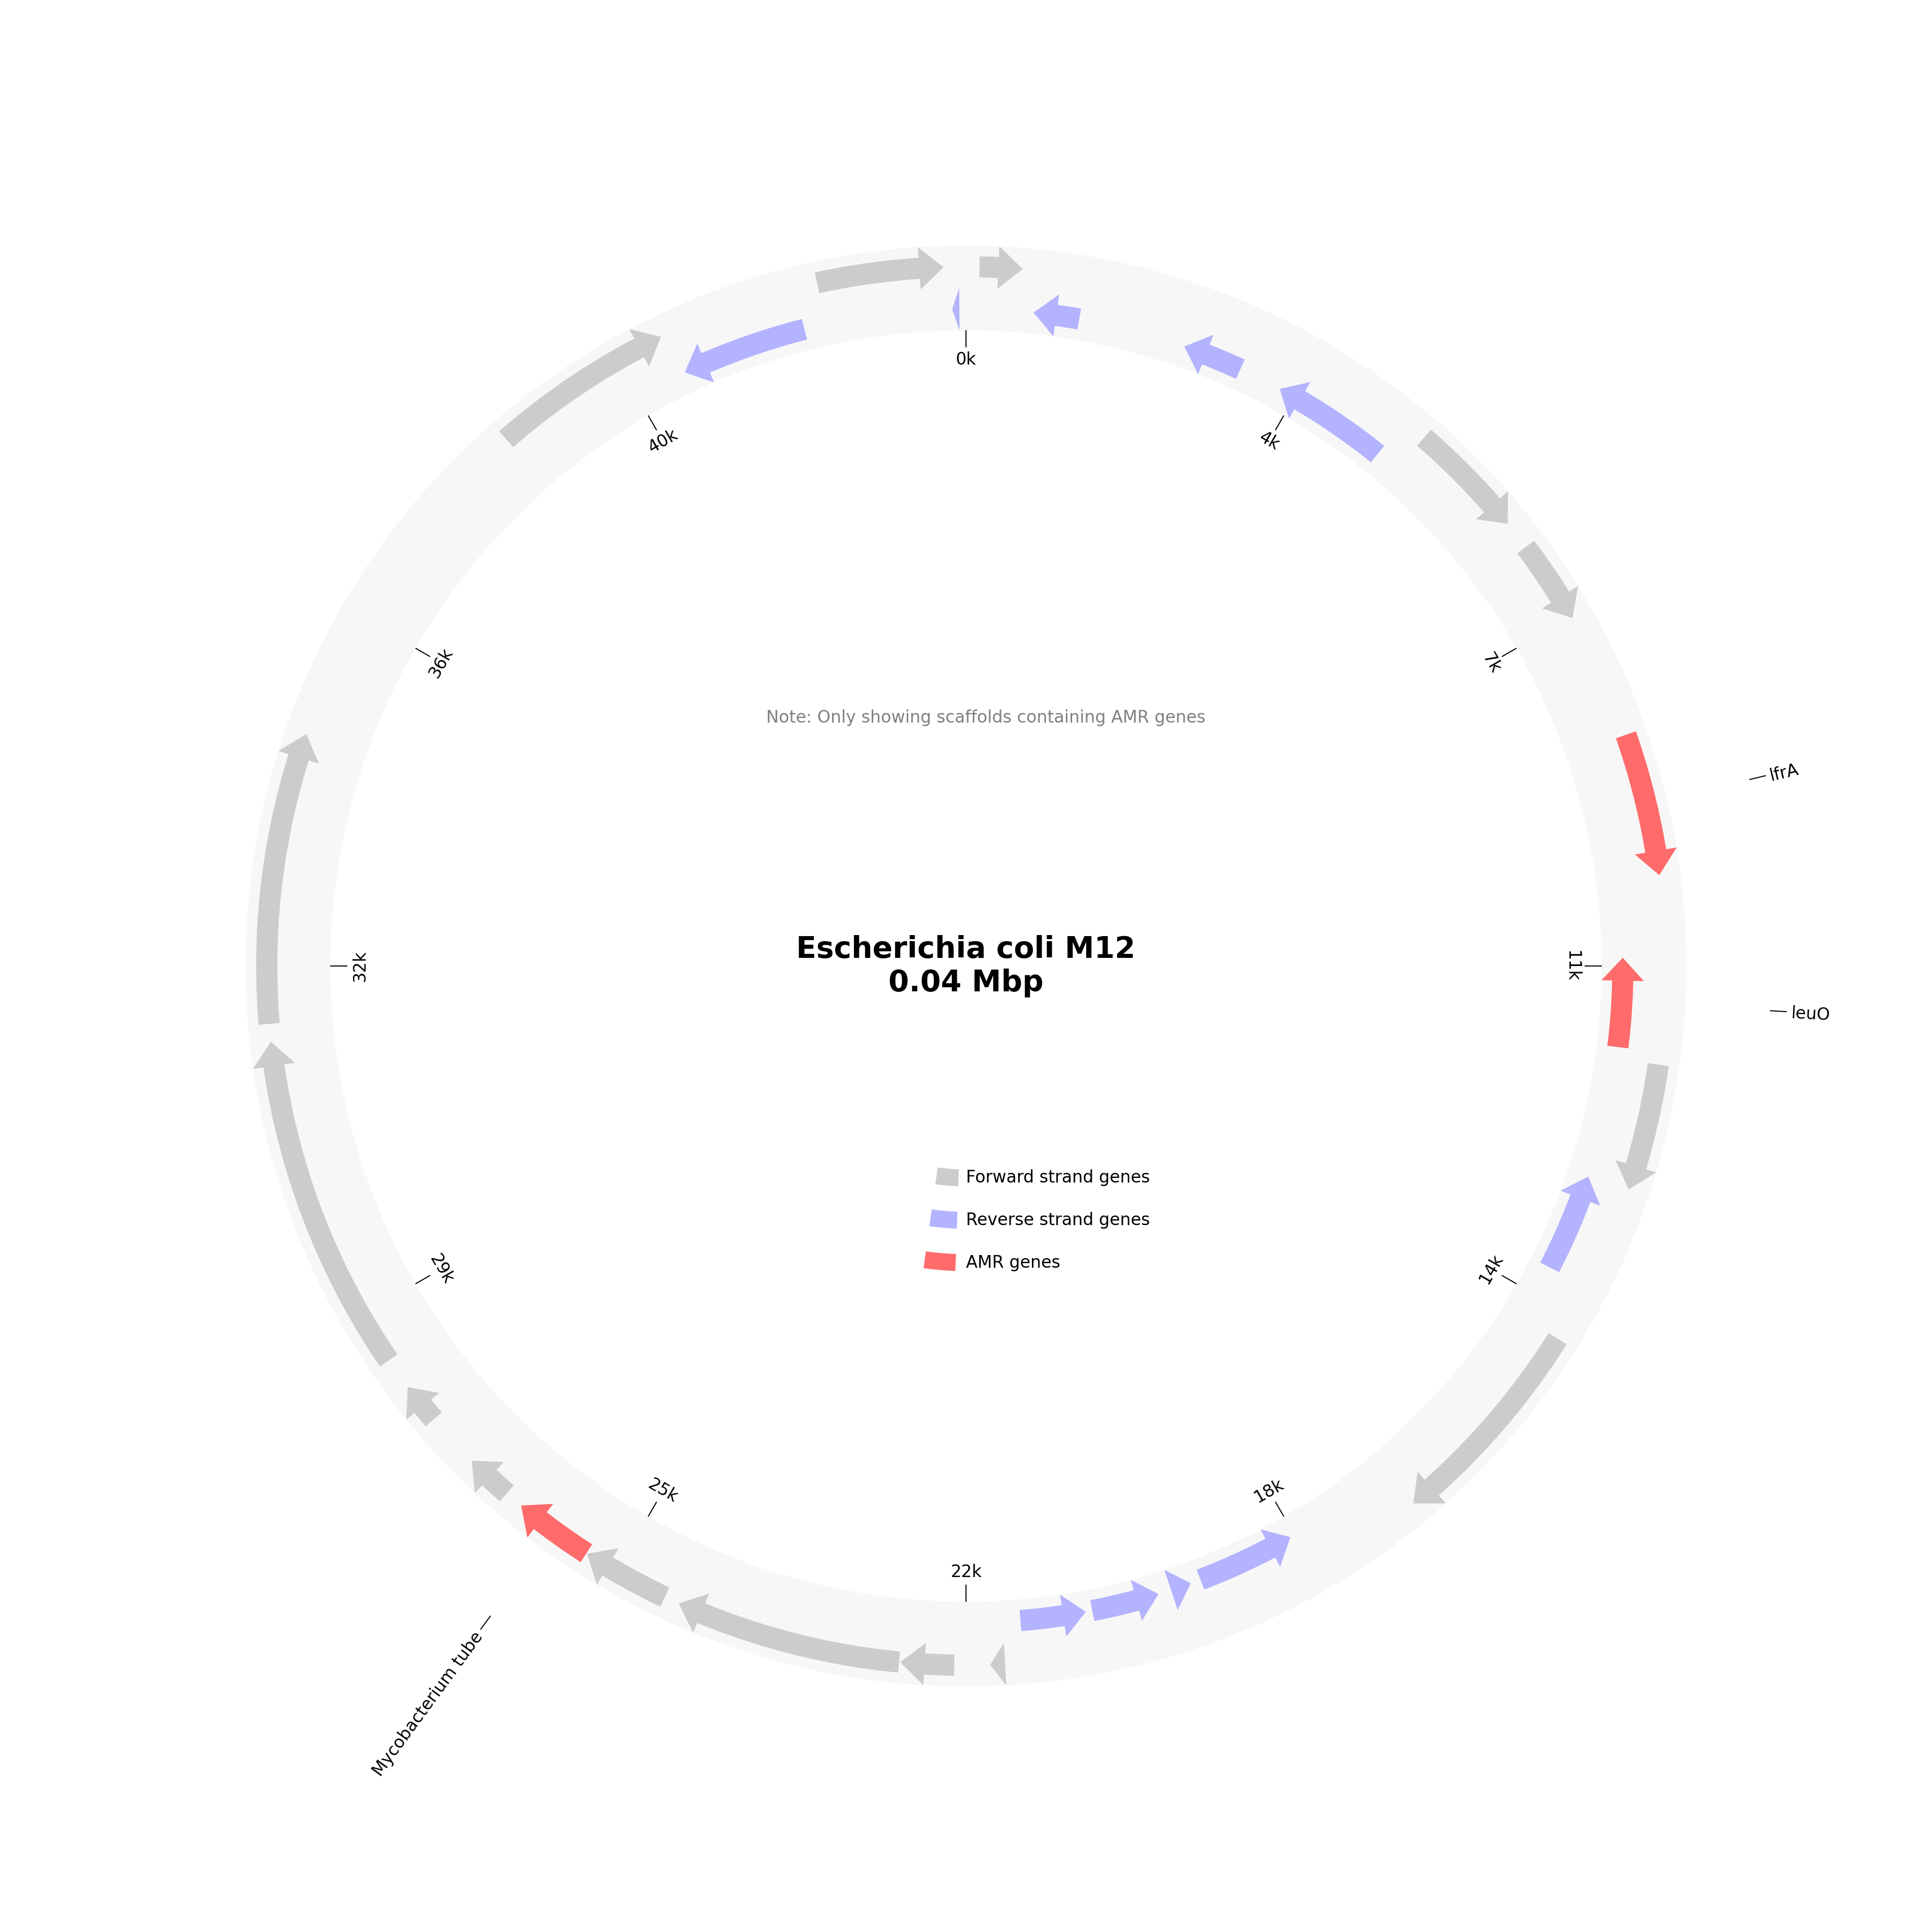 0k
40k
4k
36k
7k
Note: Only showing scaffolds containing AMR genes
lfrA
Escherichia coli M12
0.04 Mbp
32k
11k
leuO
Forward strand genes
Reverse strand genes
AMR genes
29k
14k
25k
18k
22k
Mycobacterium tube